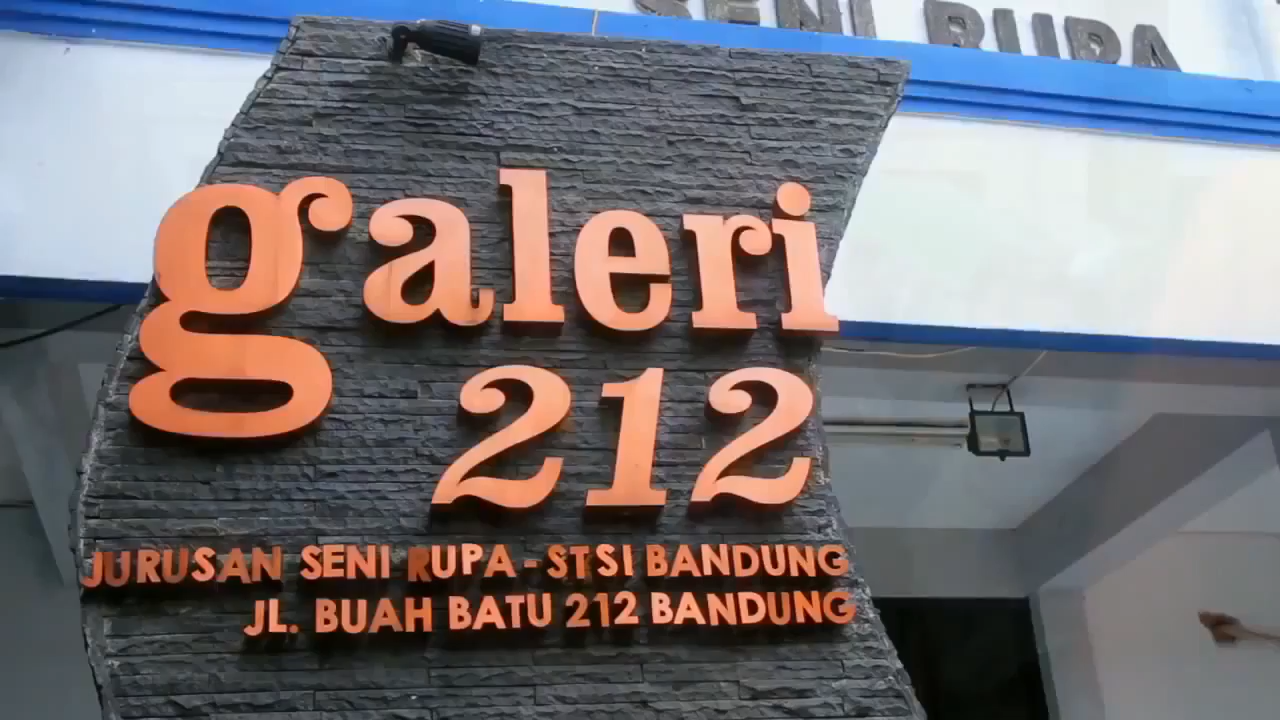 SENI RUPA
galeri
212
JURUSAN SENI RUPA - STSI BANDUNG
JL. BUAH BATU 212 BANDUNG